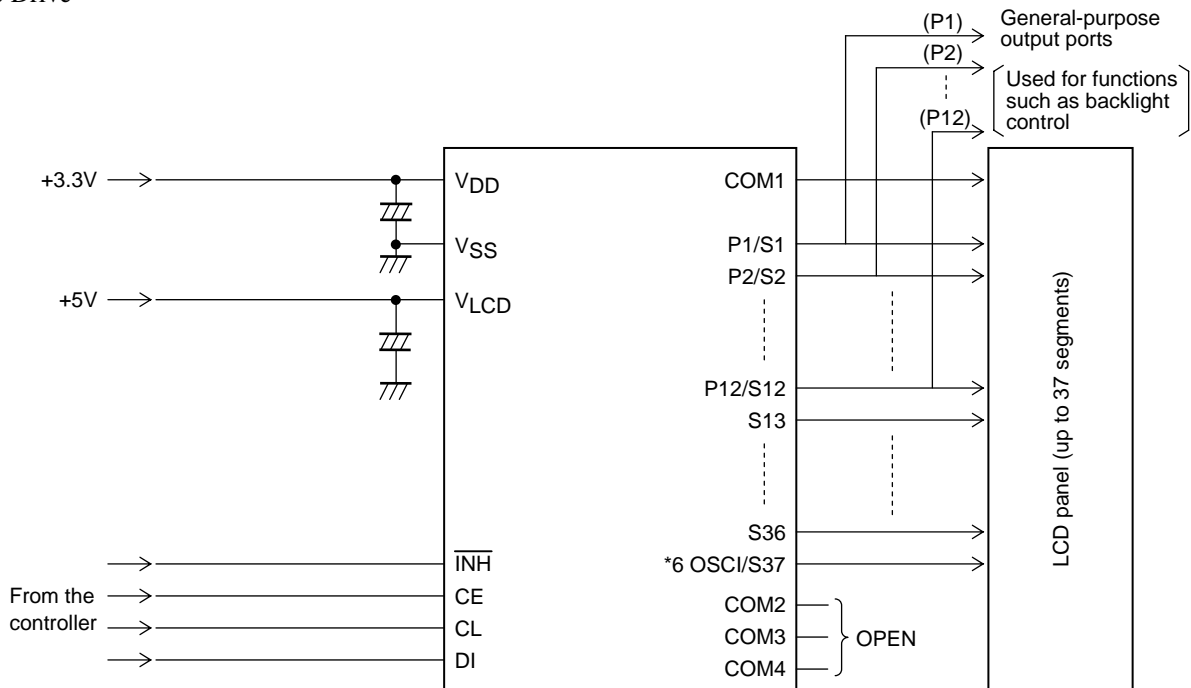 Drive
(P1)
General-purpose
output ports
(P2)
Used for functions
such as backlight
control
(P12)
+3.3V
VDD
COM1
VSS
P1/S1
P2/S2
+5V
VLCD
P12/S12
S13
LCD panel (up to 37 segments)
S36
INH
*6 OSCI/S37
From the
controller
CE
CL
DI
COM2
COM3
COM4
OPEN